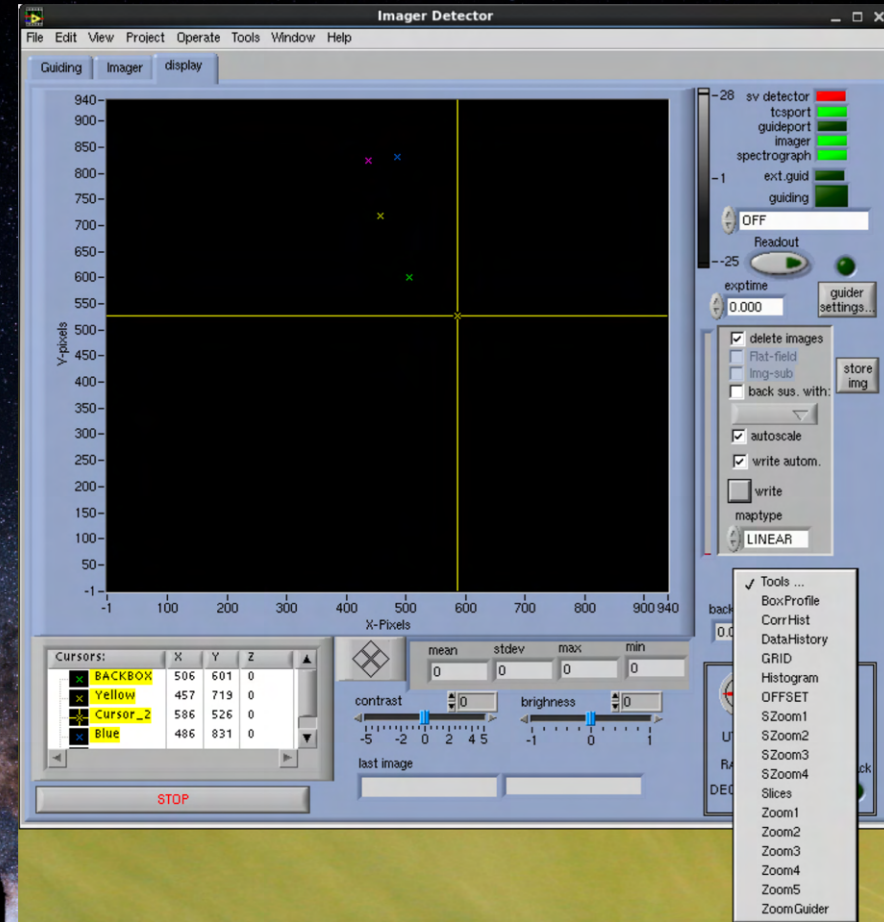 Imager Detector
File Edit View Project Operate Tools Window Help
Guiding Imager display
940
900
850
800
750
700
650
600
550
500
450
400
350
300
250
200
150
100
50
-1
Y-pixels
-1 100 200 300 400 500 600 700 800 900 940
X-Pixels
28
-1
-25
sv detector
tcsport
guideport
imager
spectrograph
ext.guid
guiding
OFF
Readout
exptime
0.000
guider
settings...
delete images
Flat-field
Img-sub
back sus. with:
store
img
autoscale
write autom.
write
maptype
LINEAR
back
0.0
Tools ...
BoxProfile
CorrHist
DataHistory
GRID
Histogram
OFFSET
SZoom1
SZoom2
SZoom3
SZoom4
Slices
Zoom1
Zoom2
Zoom3
Zoom4
Zoom5
ZoomGuider
Cursors: X Y Z
BACKBOX 506 601 0
Yellow 457 719 0
Cursor_2 586 526 0
Blue 486 831 0
mean stdev max min
0 0 0 0
contrast 0
-5 -2 0 2 4 5
brighness 0
-1 0 1
last image
STOP